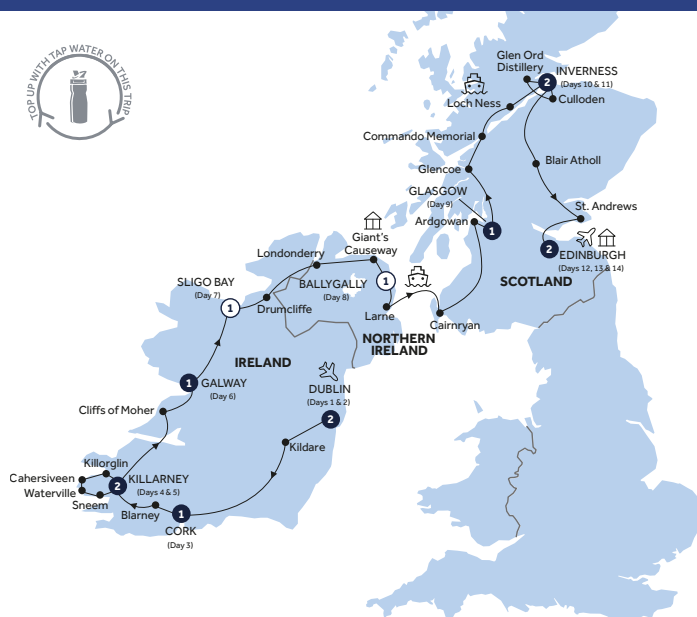 TOP UP WITH TAP WATER ON THIS TRIP
Glen Ord
Distillery
2
INVERNESS
(Days 10 & 11)
Loch Ness
Culloden
Commando Memorial
Blair Atholl
Glencoe
GLASGOW
(Day 9)
St. Andrews
Ardgowan
1
2
EDINBURGH
(Days 12, 13 & 14)
SCOTLAND
Giant's
Causeway
Londonderry
BALLYGALLY
(Day 8)
1
SLIGO BAY
(Day 7)
1
Drumcliffe
Larne
Cairnryan
NORTHERN
IRELAND
IRELAND
1
GALWAY
(Day 6)
DUBLIN
(Days 1 & 2)
2
Cliffs of Moher
Kildare
Killorglin
Cahersiveen
2
KILLARNEY
(Days 4 & 5)
Waterville
Sneem
Blarney
1
CORK
(Day 3)